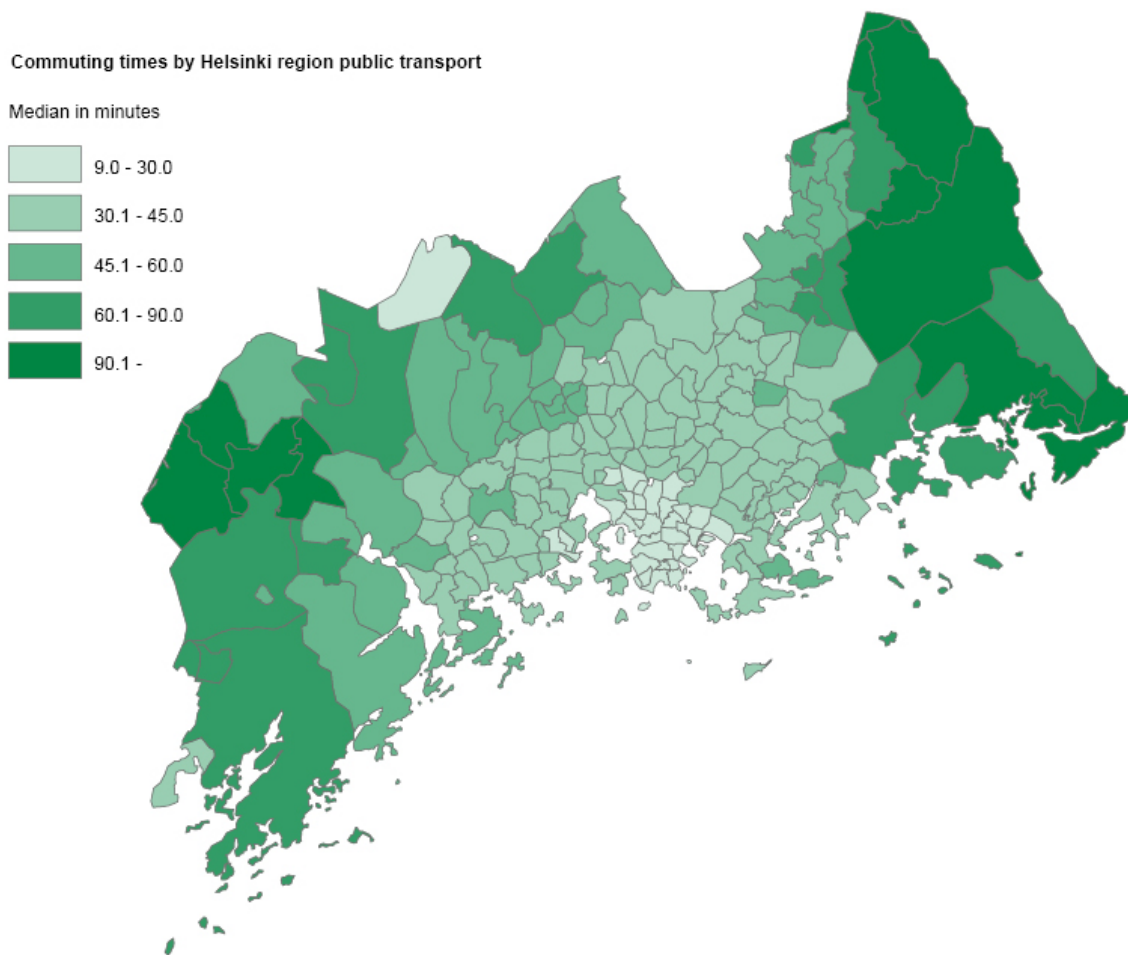 Commuting times by Helsinki region public transport
Median in minutes
9.0 - 30.0
30.1 - 45.0
45.1 - 60.0
60.1 - 90.0
90.1 -